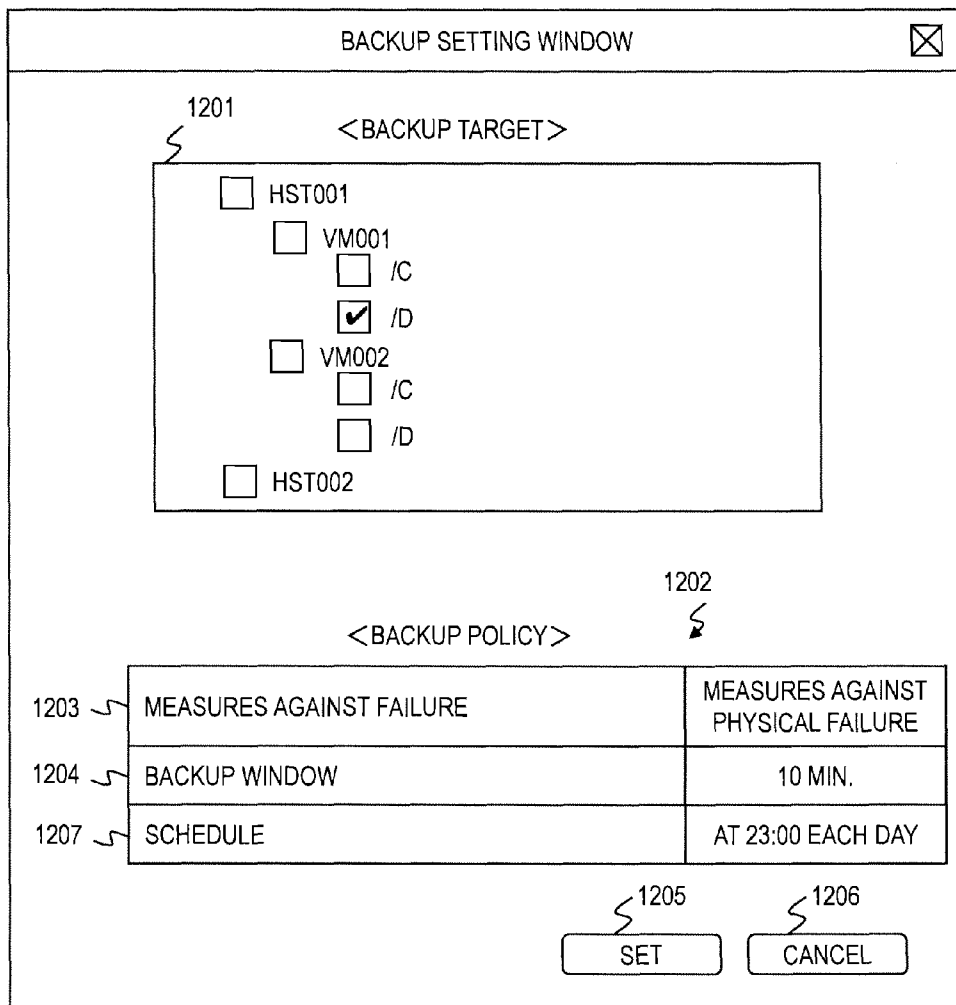 BACKUP SETTING WINDOW
1201
<BACKUP TARGET>
HST001
VM001
/C
/D
VM002
/C
/D
HST002
1202
<BACKUP POLICY>
1203 MEASURES AGAINST FAILURE MEASURES AGAINST
PHYSICAL FAILURE
1204 BACKUP WINDOW 10 MIN.
1207 SCHEDULE AT 23:00 EACH DAY
1205 1206
SET CANCEL